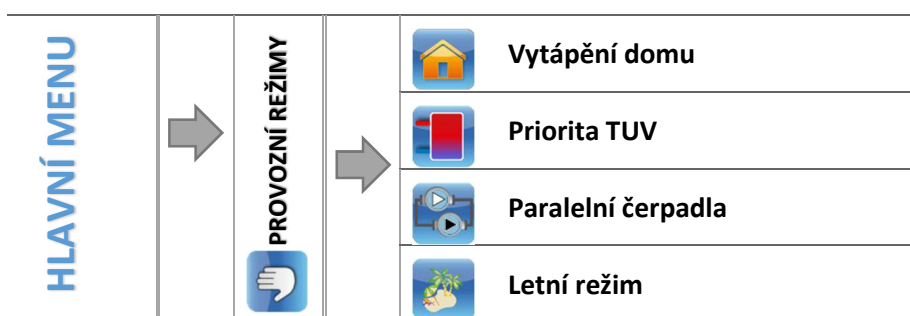 HLAVNÍ MENU
PROVOZNÍ REŽIMY
Vytápění domu
Priorita TUV
Paralelní čerpadla
Letní režim